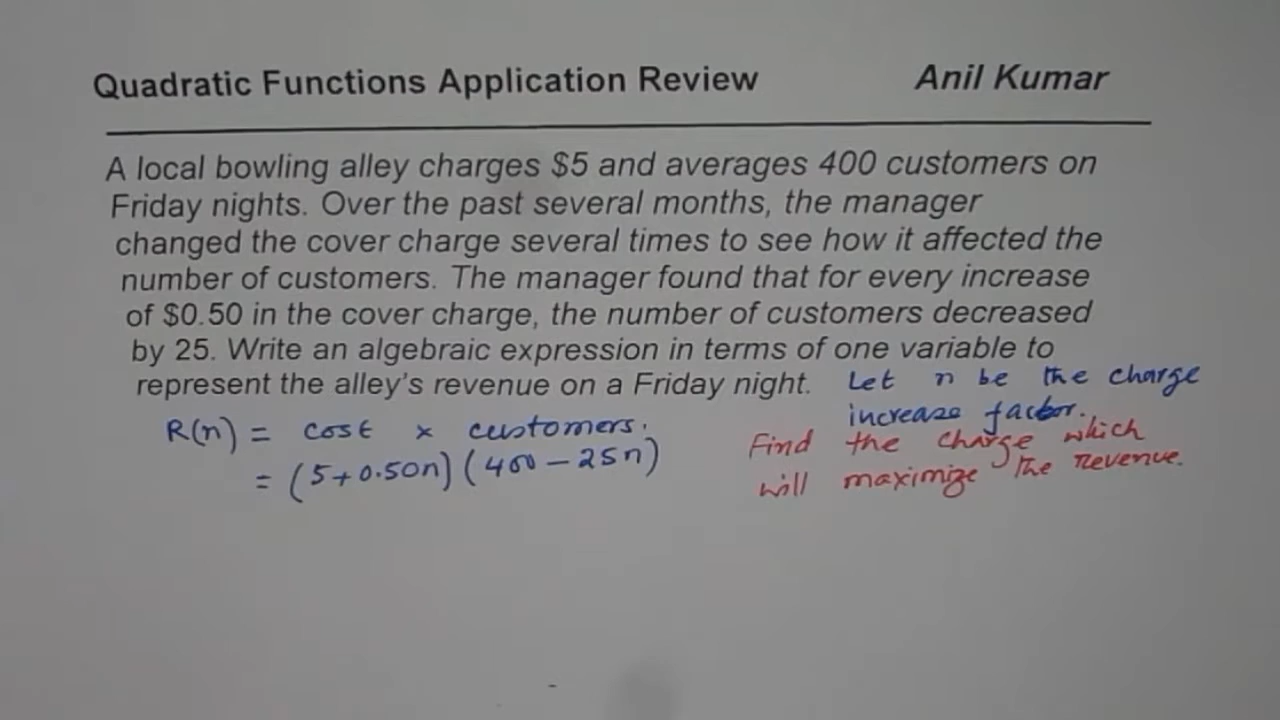 Quadratic Functions Application Review Anil Kumar
A local bowling alley charges $5 and averages 400 customers on
Friday nights. Over the past several months, the manager
changed the cover charge several times to see how it affected the
number of customers. The manager found that for every increase
of $0.50 in the cover charge, the number of customers decreased
by 25. Write an algebraic expression in terms of one variable to
represent the alley's revenue on a Friday night. Let n be the charge
increase factor.
R(n) = cost × customers.
= (5+0.50n) (400 - 25n)
Find the charge which
will maximize the Revenue.